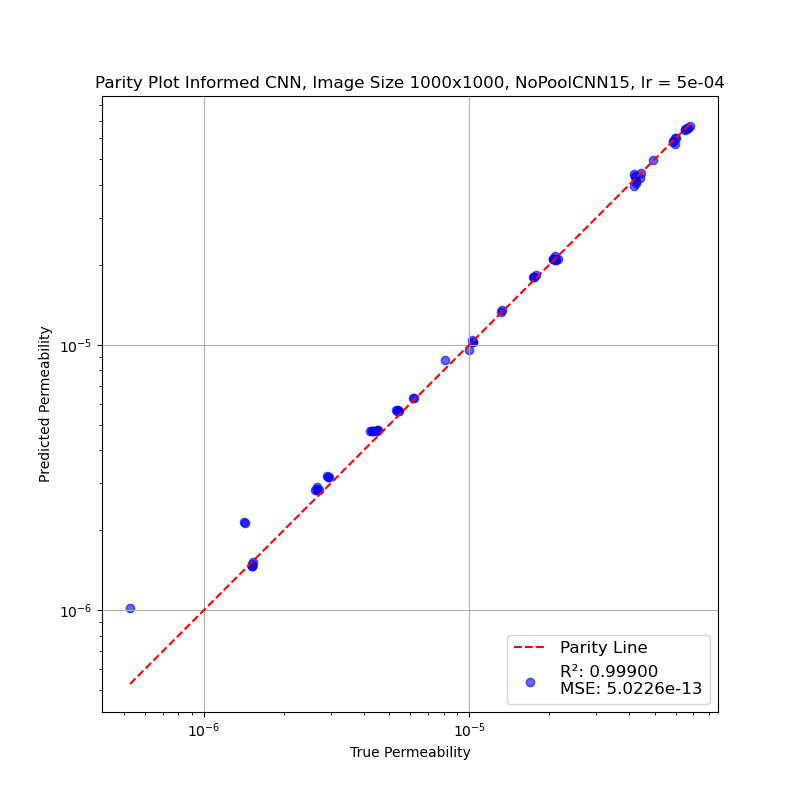 Parity Plot Informed CNN, Image Size 1000x1000, NoPoolCNN15, lr = 5e-04
Predicted Permeability
10⁻⁵
10⁻⁶
Parity Line
R²: 0.99900
MSE: 5.0226e-13
10⁻⁶
10⁻⁵
True Permeability